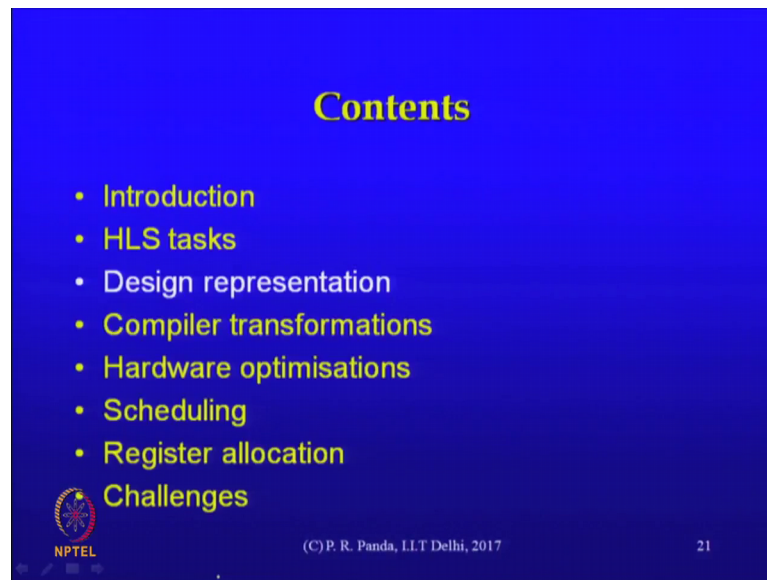 Contents
• Introduction
• HLS tasks
• Design representation
• Compiler transformations
• Hardware optimisations
• Scheduling
• Register allocation
Challenges
NPTEL
(C) P. R. Panda, I.I.T Delhi, 2017
21